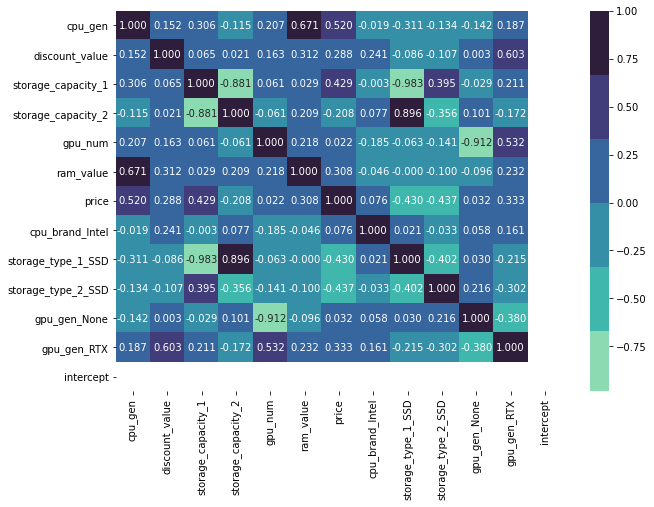 cpu_gen 1.000 0.152 0.306 -0.115 0.207 0.671 0.520 -0.019 -0.311 -0.134 -0.142 0.187
discount_value 0.152 1.000 0.065 0.021 0.163 0.312 0.288 0.241 -0.086 -0.107 0.003 0.603
storage_capacity_1 0.306 0.065 1.000 -0.881 0.061 0.029 0.429 -0.003 -0.983 0.395 -0.029 0.211
storage_capacity_2 -0.115 0.021 -0.881 1.000 -0.061 0.209 -0.208 0.077 0.896 -0.356 0.101 -0.172
gpu_num 0.207 0.163 0.061 -0.061 1.000 0.218 0.022 -0.185 -0.063 -0.141 -0.912 0.532
ram_value 0.671 0.312 0.029 0.209 0.218 1.000 0.308 -0.046 -0.000 -0.100 -0.096 0.232
price 0.520 0.288 0.429 -0.208 0.022 0.308 1.000 0.076 -0.430 -0.437 0.032 0.333
cpu_brand_Intel -0.019 0.241 -0.003 0.077 -0.185 -0.046 0.076 1.000 0.021 -0.033 0.058 0.161
storage_type_1_SSD -0.311 -0.086 -0.983 0.896 -0.063 -0.000 -0.430 0.021 1.000 -0.402 0.030 -0.215
storage_type_2_SSD -0.134 -0.107 0.395 -0.356 -0.141 -0.100 -0.437 -0.033 -0.402 1.000 0.216 -0.302
gpu_gen_None -0.142 0.003 -0.029 0.101 -0.912 -0.096 0.032 0.058 0.030 0.216 1.000 -0.380
gpu_gen_RTX 0.187 0.603 0.211 -0.172 0.532 0.232 0.333 0.161 -0.215 -0.302 -0.380 1.000
intercept
cpu_gen
discount_value
storage_capacity_1
storage_capacity_2
gpu_num
ram_value
price
cpu_brand_Intel
storage_type_1_SSD
storage_type_2_SSD
gpu_gen_None
gpu_gen_RTX
intercept
1.00
0.75
0.50
0.25
0.00
-0.25
-0.50
-0.75